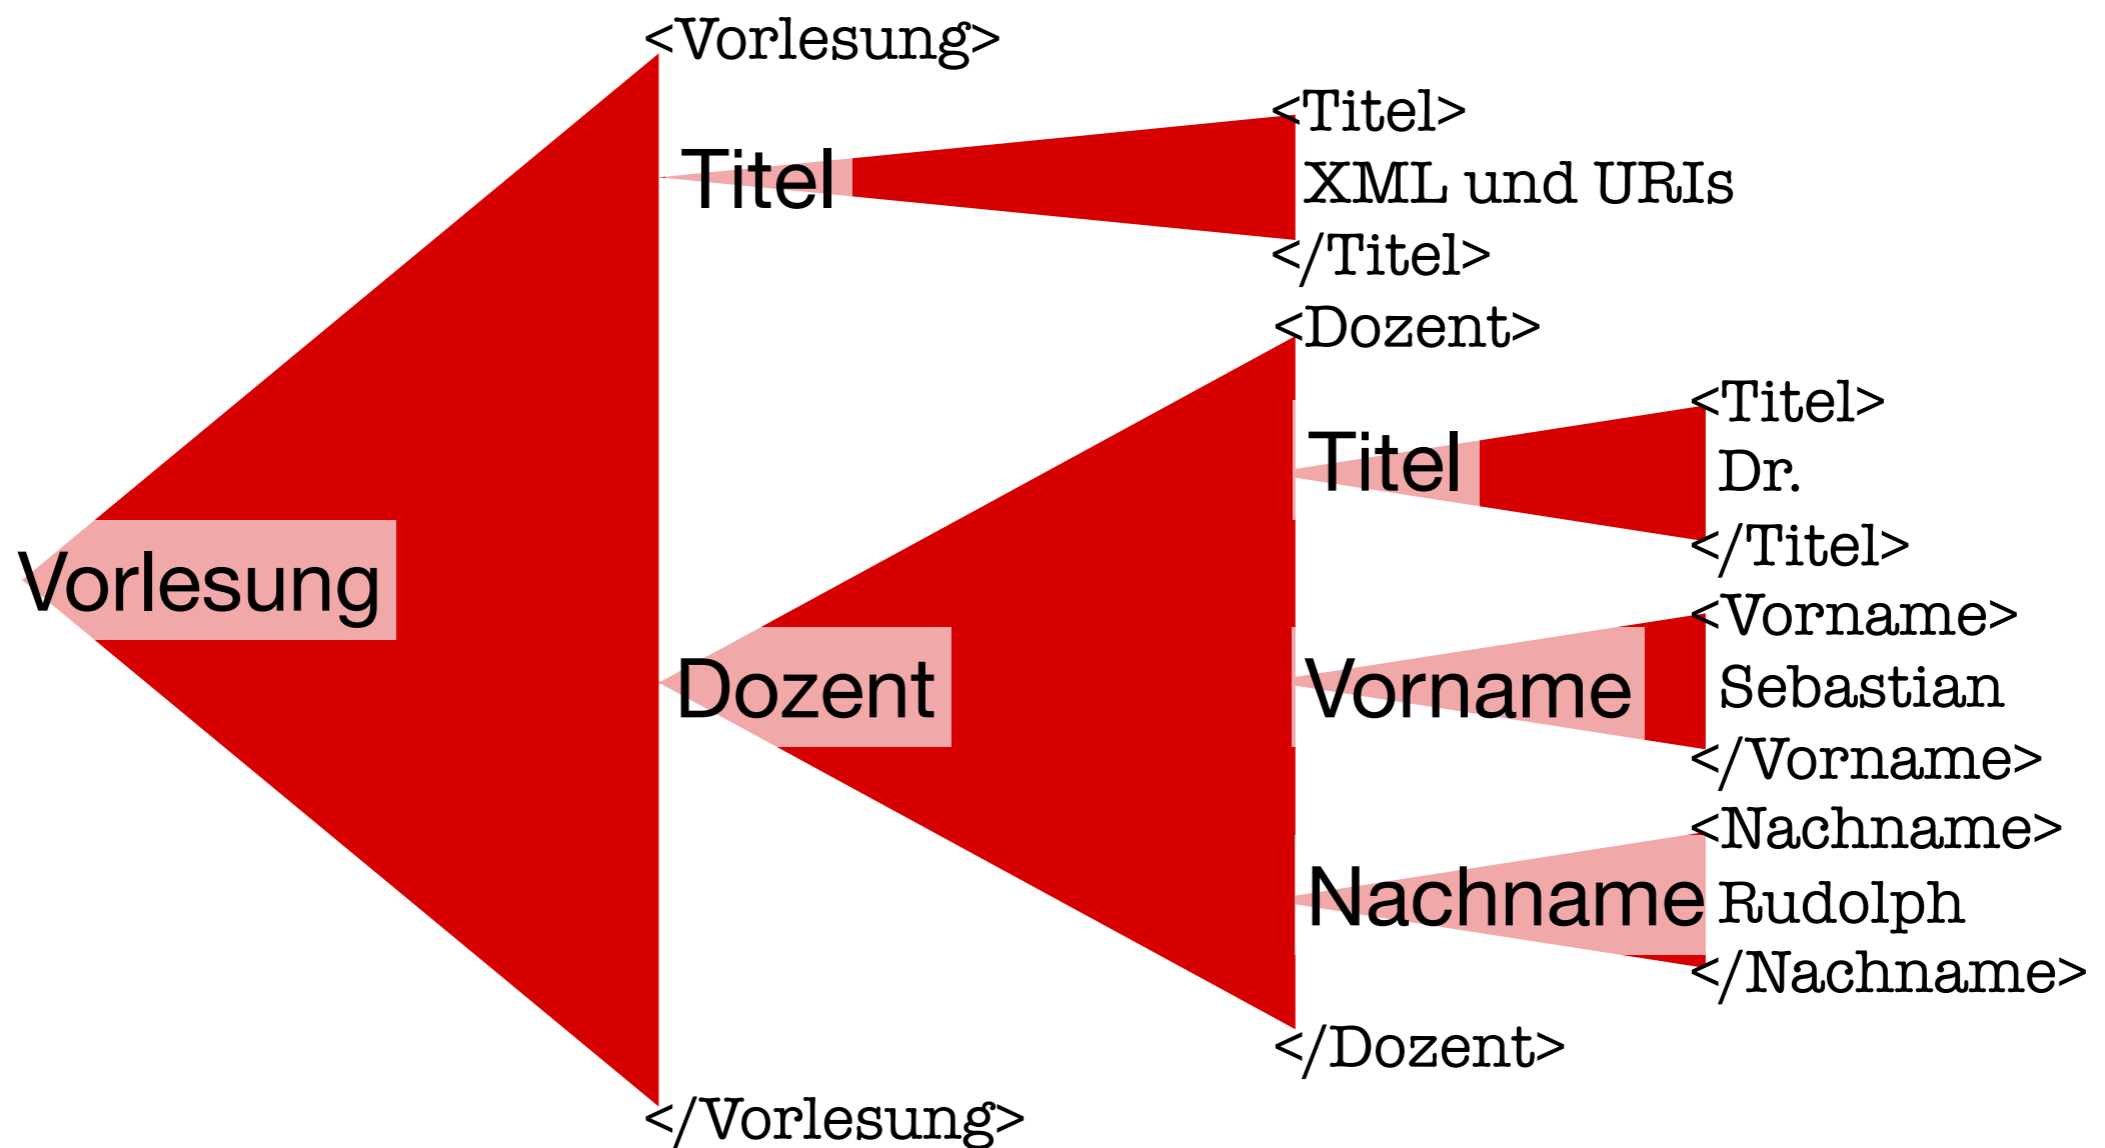 <Vorlesung>
<Titel>
Titel
XML und URIs
</Titel>
<Dozent>
<Titel>
Titel
Dr.
</Titel>
Vorlesung
<Vorname>
Dozent
Vorname
Sebastian
</Vorname>
<Nachname>
Nachname
Rudolph
</Nachname>
</Dozent>
</Vorlesung>